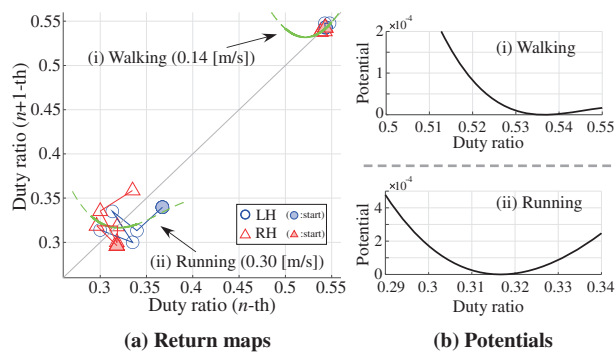 0.55
(i) Walking (0.14 [m/s])
0.5
0.45
0.4
0.35
0.3
Duty ratio (n+1-th)
LH (:start)
RH (:start)
(ii) Running (0.30 [m/s])
0.3 0.35 0.4 0.45 0.5 0.55
Duty ratio (n-th)
(a) Return maps
2 ×10⁻⁴
(i) Walking
Potential
1
0
0.5 0.51 0.52 0.53 0.54 0.55
Duty ratio
×10⁻⁴
(ii) Running
4
Potential
2
0
0.29 0.3 0.31 0.32 0.33 0.34
Duty ratio
(b) Potentials